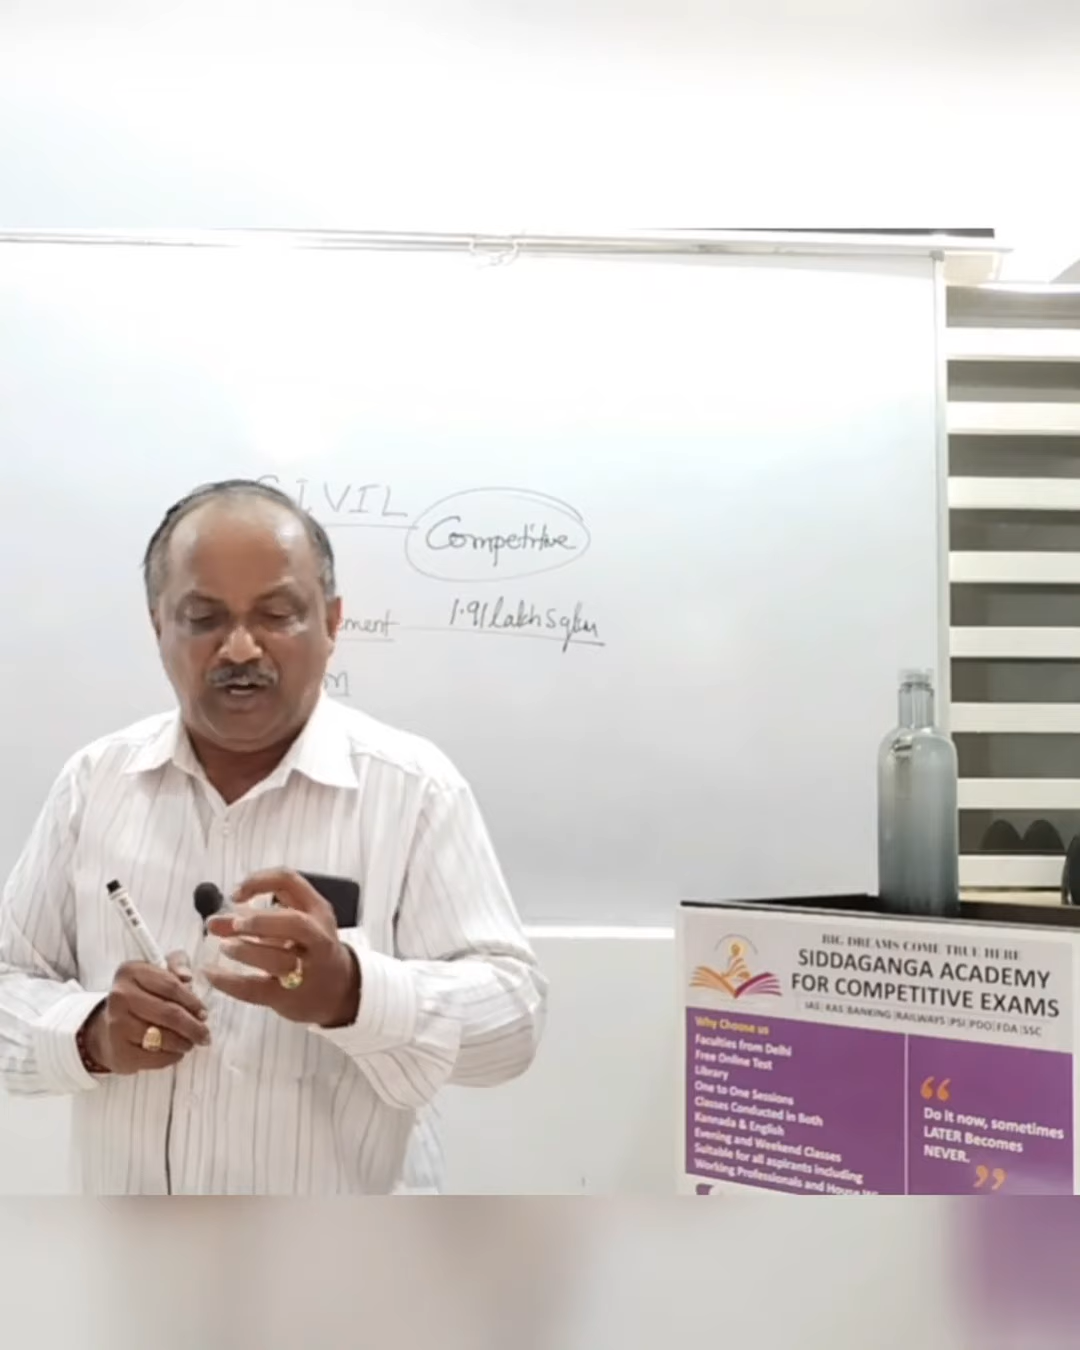 CIVIL
Competitive
1.91 lakh sqkm
BIG DREAMS COME TRUE HERE
SIDDAGANGA ACADEMY
FOR COMPETITIVE EXAMS
IAS|KAS|BANKING|RAILWAYS|PSI|PDO|FDA|SSC
Why Choose us
Faculties from Delhi
Free Online Test
Library
One to One Sessions
Classes Conducted in Both
Kannada & English
Evening and Weekend Classes
Suitable for all aspirants including
Working Professionals and House
“
Do it now, sometimes
LATER Becomes
NEVER.
”